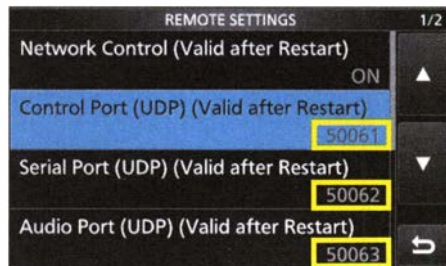 REMOTE SETTINGS 1/2
Network Control (Valid after Restart)
ON
Control Port (UDP) (Valid after Restart)
50061
Serial Port (UDP) (Valid after Restart)
50062
Audio Port (UDP) (Valid after Restart)
50063